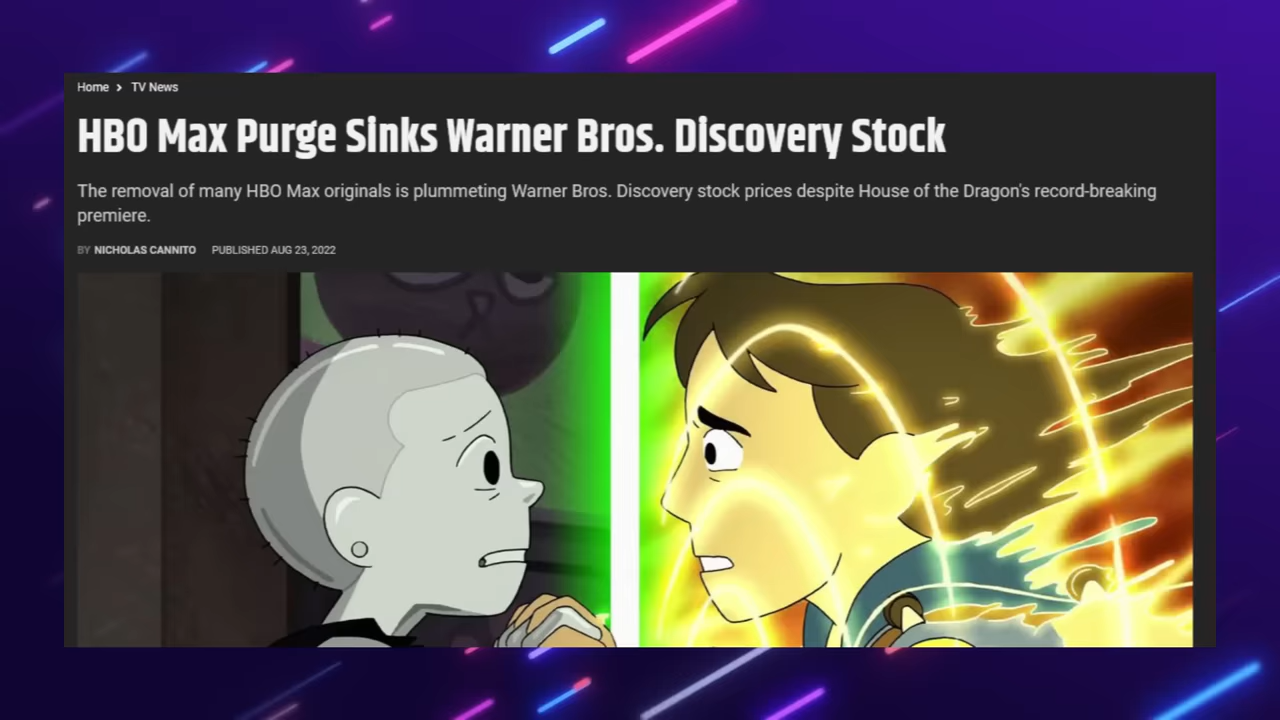 Home > TV News
HBO Max Purge Sinks Warner Bros. Discovery Stock
The removal of many HBO Max originals is plummeting Warner Bros. Discovery stock prices despite House of the Dragon's record-breaking
premiere.
BY NICHOLAS CANNITO PUBLISHED AUG 23, 2022